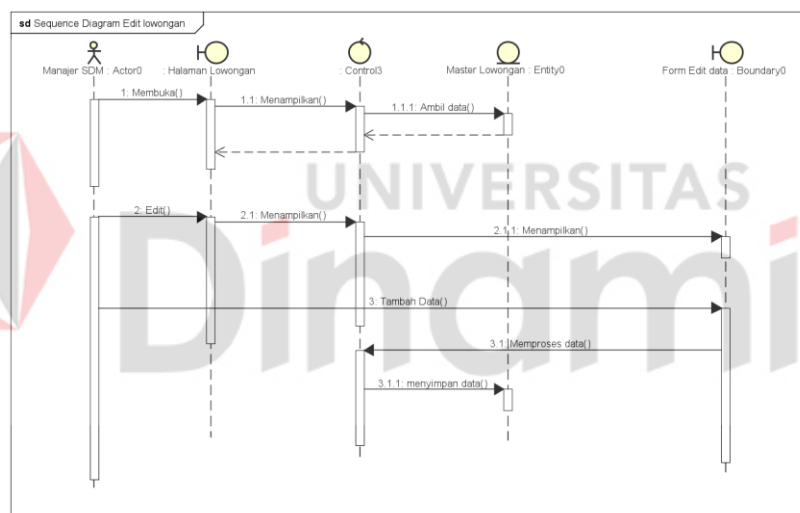 sd Sequence Diagram Edit lowongan
Manajer SDM : Actor0
: Halaman Lowongan
: Control3
Master Lowongan : Entity0
Form Edit data : Boundary0
1: Membuka()
1.1: Menampilkan()
1.1.1: Ambil data()
UNIVERSITAS
2: Edit()
2.1: Menampilkan()
2.1.1: Menampilkan()
Dinami
3: Tambah Data()
3.1: Memproses data()
3.1.1: menyimpan data()